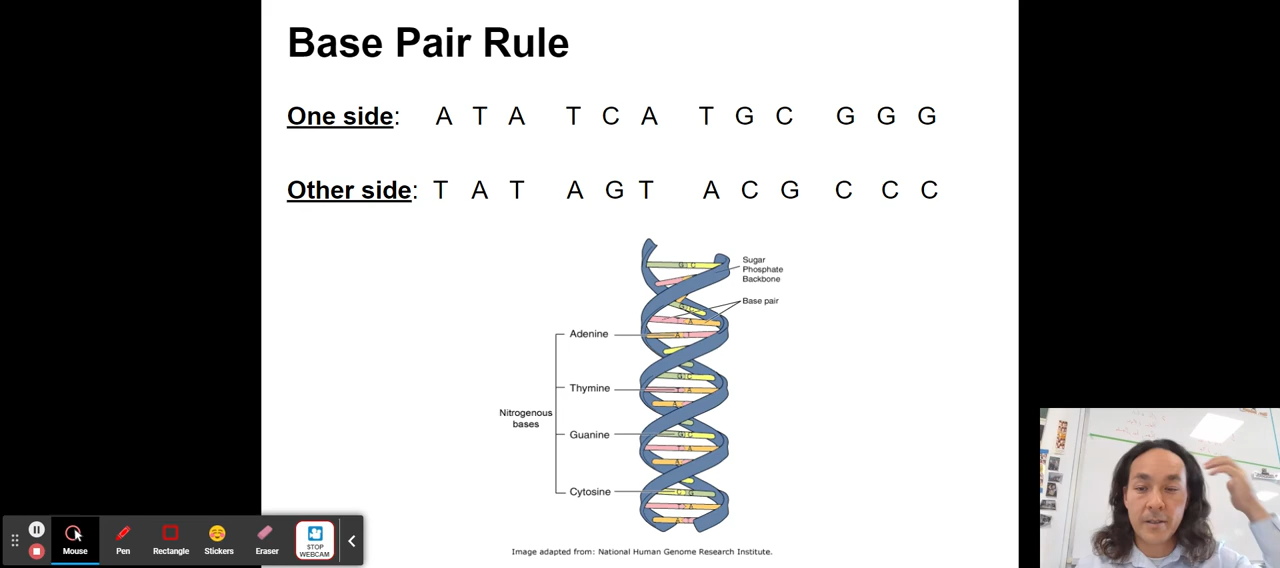 Base Pair Rule
One side: A T A T C A T G C G G G
Other side: T A T A G T A C G C C C
Sugar
Phosphate
Backbone
Base pair
Adenine
Thymine
Nitrogenous
bases
Guanine
Cytosine
G C
A
A T
G C
T A
A
G C
T A
A
C G
T A
A
Image adapted from: National Human Genome Research Institute.
Mouse
Pen
Rectangle
Stickers
Eraser
STOP
WEBCAM